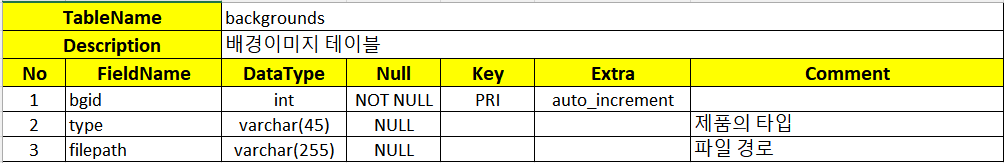 TableName backgrounds
Description 배경이미지 테이블
No FieldName DataType Null Key Extra Comment
1 bgid int NOT NULL PRI auto_increment
2 type varchar(45) NULL 제품의 타입
3 filepath varchar(255) NULL 파일 경로